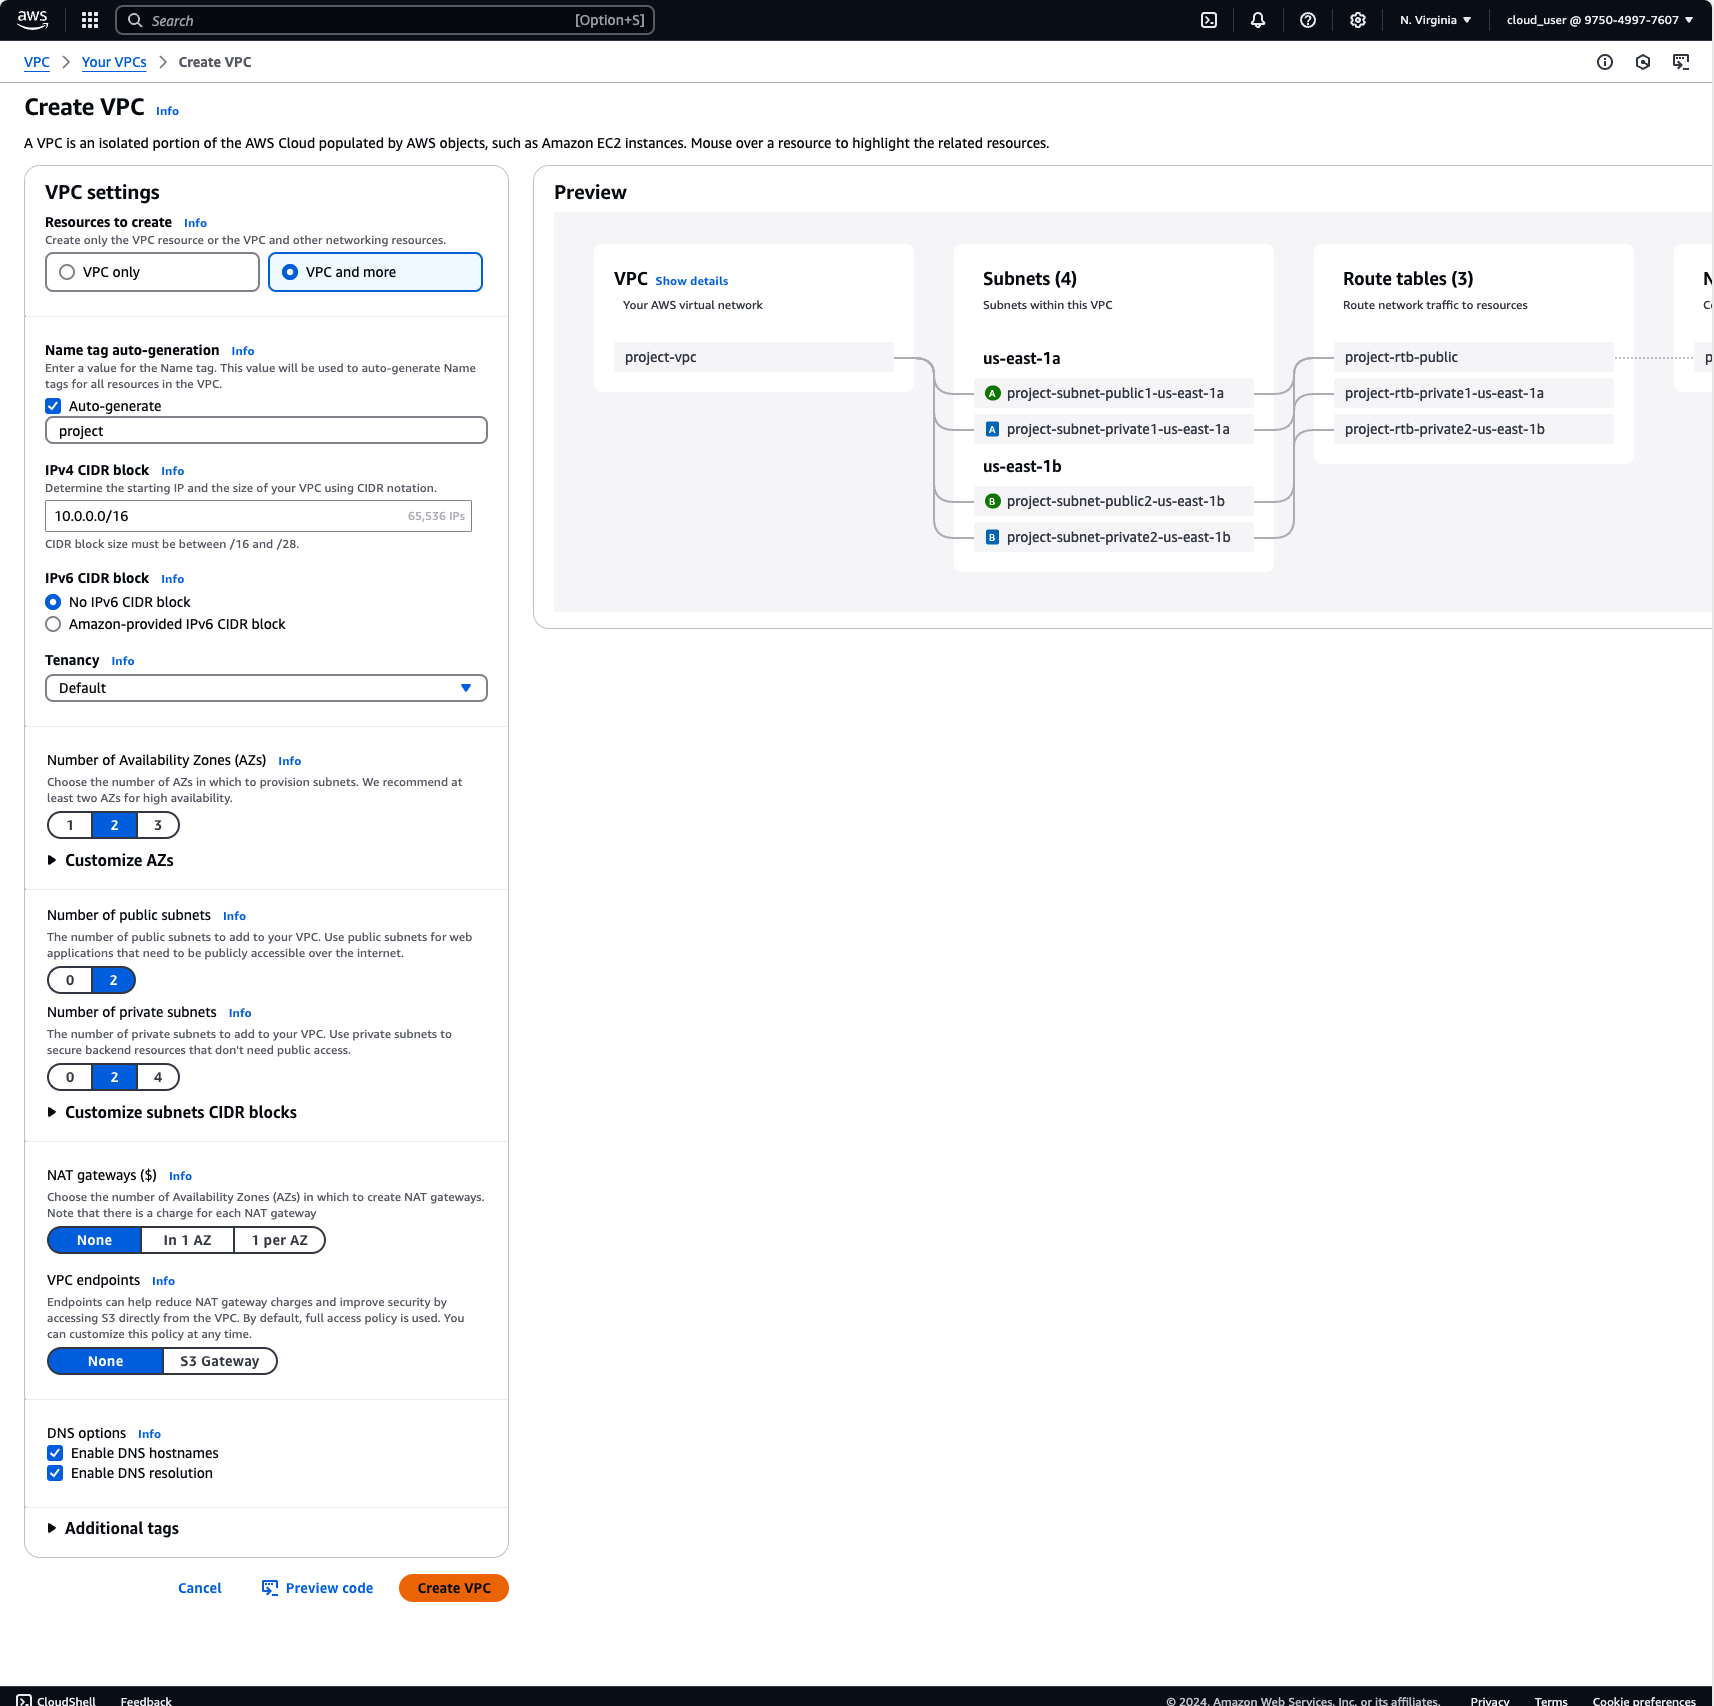 aws
Search [Option+S]
N. Virginia
cloud_user @ 9750-4997-7607
VPC
Your VPCs
Create VPC
Create VPC Info
A VPC is an isolated portion of the AWS Cloud populated by AWS objects, such as Amazon EC2 instances. Mouse over a resource to highlight the related resources.
VPC settings
Resources to create Info
Create only the VPC resource or the VPC and other networking resources.
VPC only
VPC and more
Name tag auto-generation Info
Enter a value for the Name tag. This value will be used to auto-generate Name
tags for all resources in the VPC.
Auto-generate
project
IPv4 CIDR block Info
Determine the starting IP and the size of your VPC using CIDR notation.
10.0.0.0/16 65,536 IPs
CIDR block size must be between /16 and /28.
IPv6 CIDR block Info
No IPv6 CIDR block
Amazon-provided IPv6 CIDR block
Tenancy Info
Default
Number of Availability Zones (AZs) Info
Choose the number of AZs in which to provision subnets. We recommend at
least two AZs for high availability.
1 2 3
Customize AZs
Number of public subnets Info
The number of public subnets to add to your VPC. Use public subnets for web
applications that need to be publicly accessible over the internet.
0 2
Number of private subnets Info
The number of private subnets to add to your VPC. Use private subnets to
secure backend resources that don't need public access.
0 2 4
Customize subnets CIDR blocks
NAT gateways ($) Info
Choose the number of Availability Zones (AZs) in which to create NAT gateways.
Note that there is a charge for each NAT gateway
None In 1 AZ 1 per AZ
VPC endpoints Info
Endpoints can help reduce NAT gateway charges and improve security by
accessing S3 directly from the VPC. By default, full access policy is used. You
can customize this policy at any time.
None S3 Gateway
DNS options Info
Enable DNS hostnames
Enable DNS resolution
Additional tags
Cancel
Preview code
Create VPC
Preview
VPC Show details
Your AWS virtual network
project-vpc
Subnets (4)
Subnets within this VPC
us-east-1a
A project-subnet-public1-us-east-1a
A project-subnet-private1-us-east-1a
us-east-1b
B project-subnet-public2-us-east-1b
B project-subnet-private2-us-east-1b
Route tables (3)
Route network traffic to resources
project-rtb-public
project-rtb-private1-us-east-1a
project-rtb-private2-us-east-1b
CloudShell
Feedback
© 2024, Amazon Web Services, Inc. or its affiliates.
Privacy
Terms
Cookie preferences